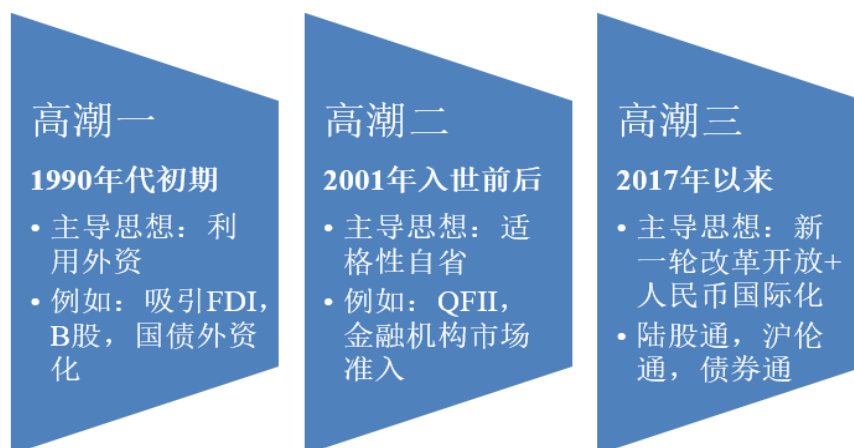 高潮一
1990年代初期
• 主导思想：利
用外资
• 例如：吸引FDI，
B股，国债外资
化
高潮二
2001年入世前后
• 主导思想：适
格性自省
• 例如：QFII，
金融机构市场
准入
高潮三
2017年以来
• 主导思想：新
一轮改革开放+
人民币国际化
• 陆股通，沪伦
通，债券通